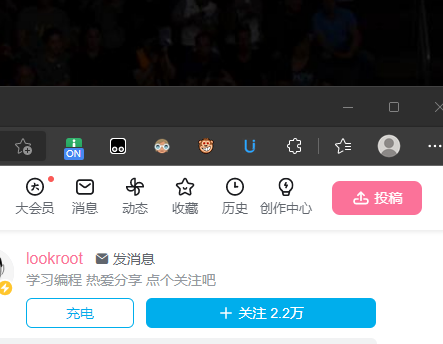 ON
大会员 消息 动态 收藏 历史 创作中心 投稿
lookroot 发消息
学习编程 热爱分享 点个关注吧
充电 + 关注 2.2万